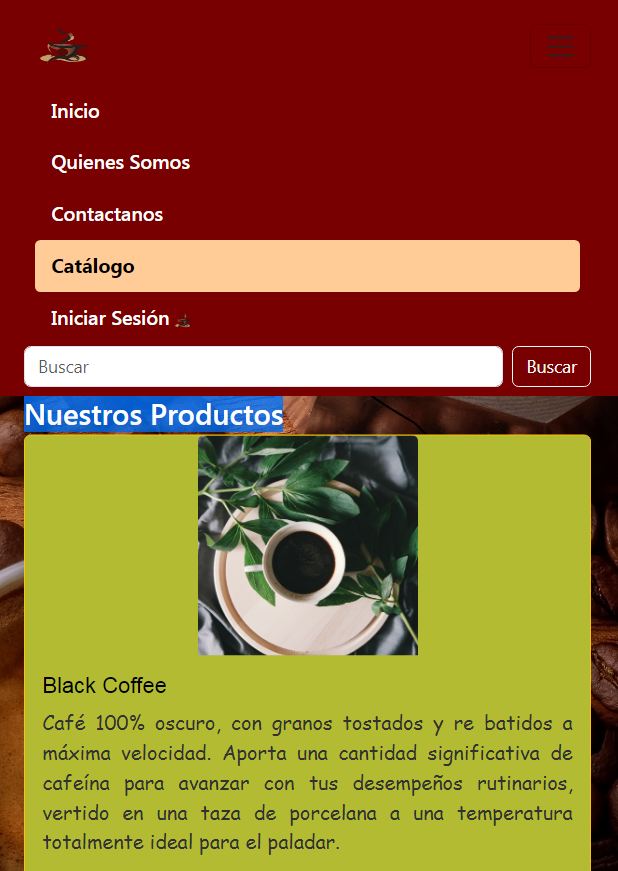 Inicio
Quienes Somos
Contactanos
Catálogo
Iniciar Sesión
Buscar
Buscar
Nuestros Productos
Black Coffee
Café 100% oscuro, con granos tostados y re batidos a
máxima velocidad. Aporta una cantidad significativa de
cafeína para avanzar con tus desempeños rutinarios,
vertido en una taza de porcelana a una temperatura
totalmente ideal para el paladar.